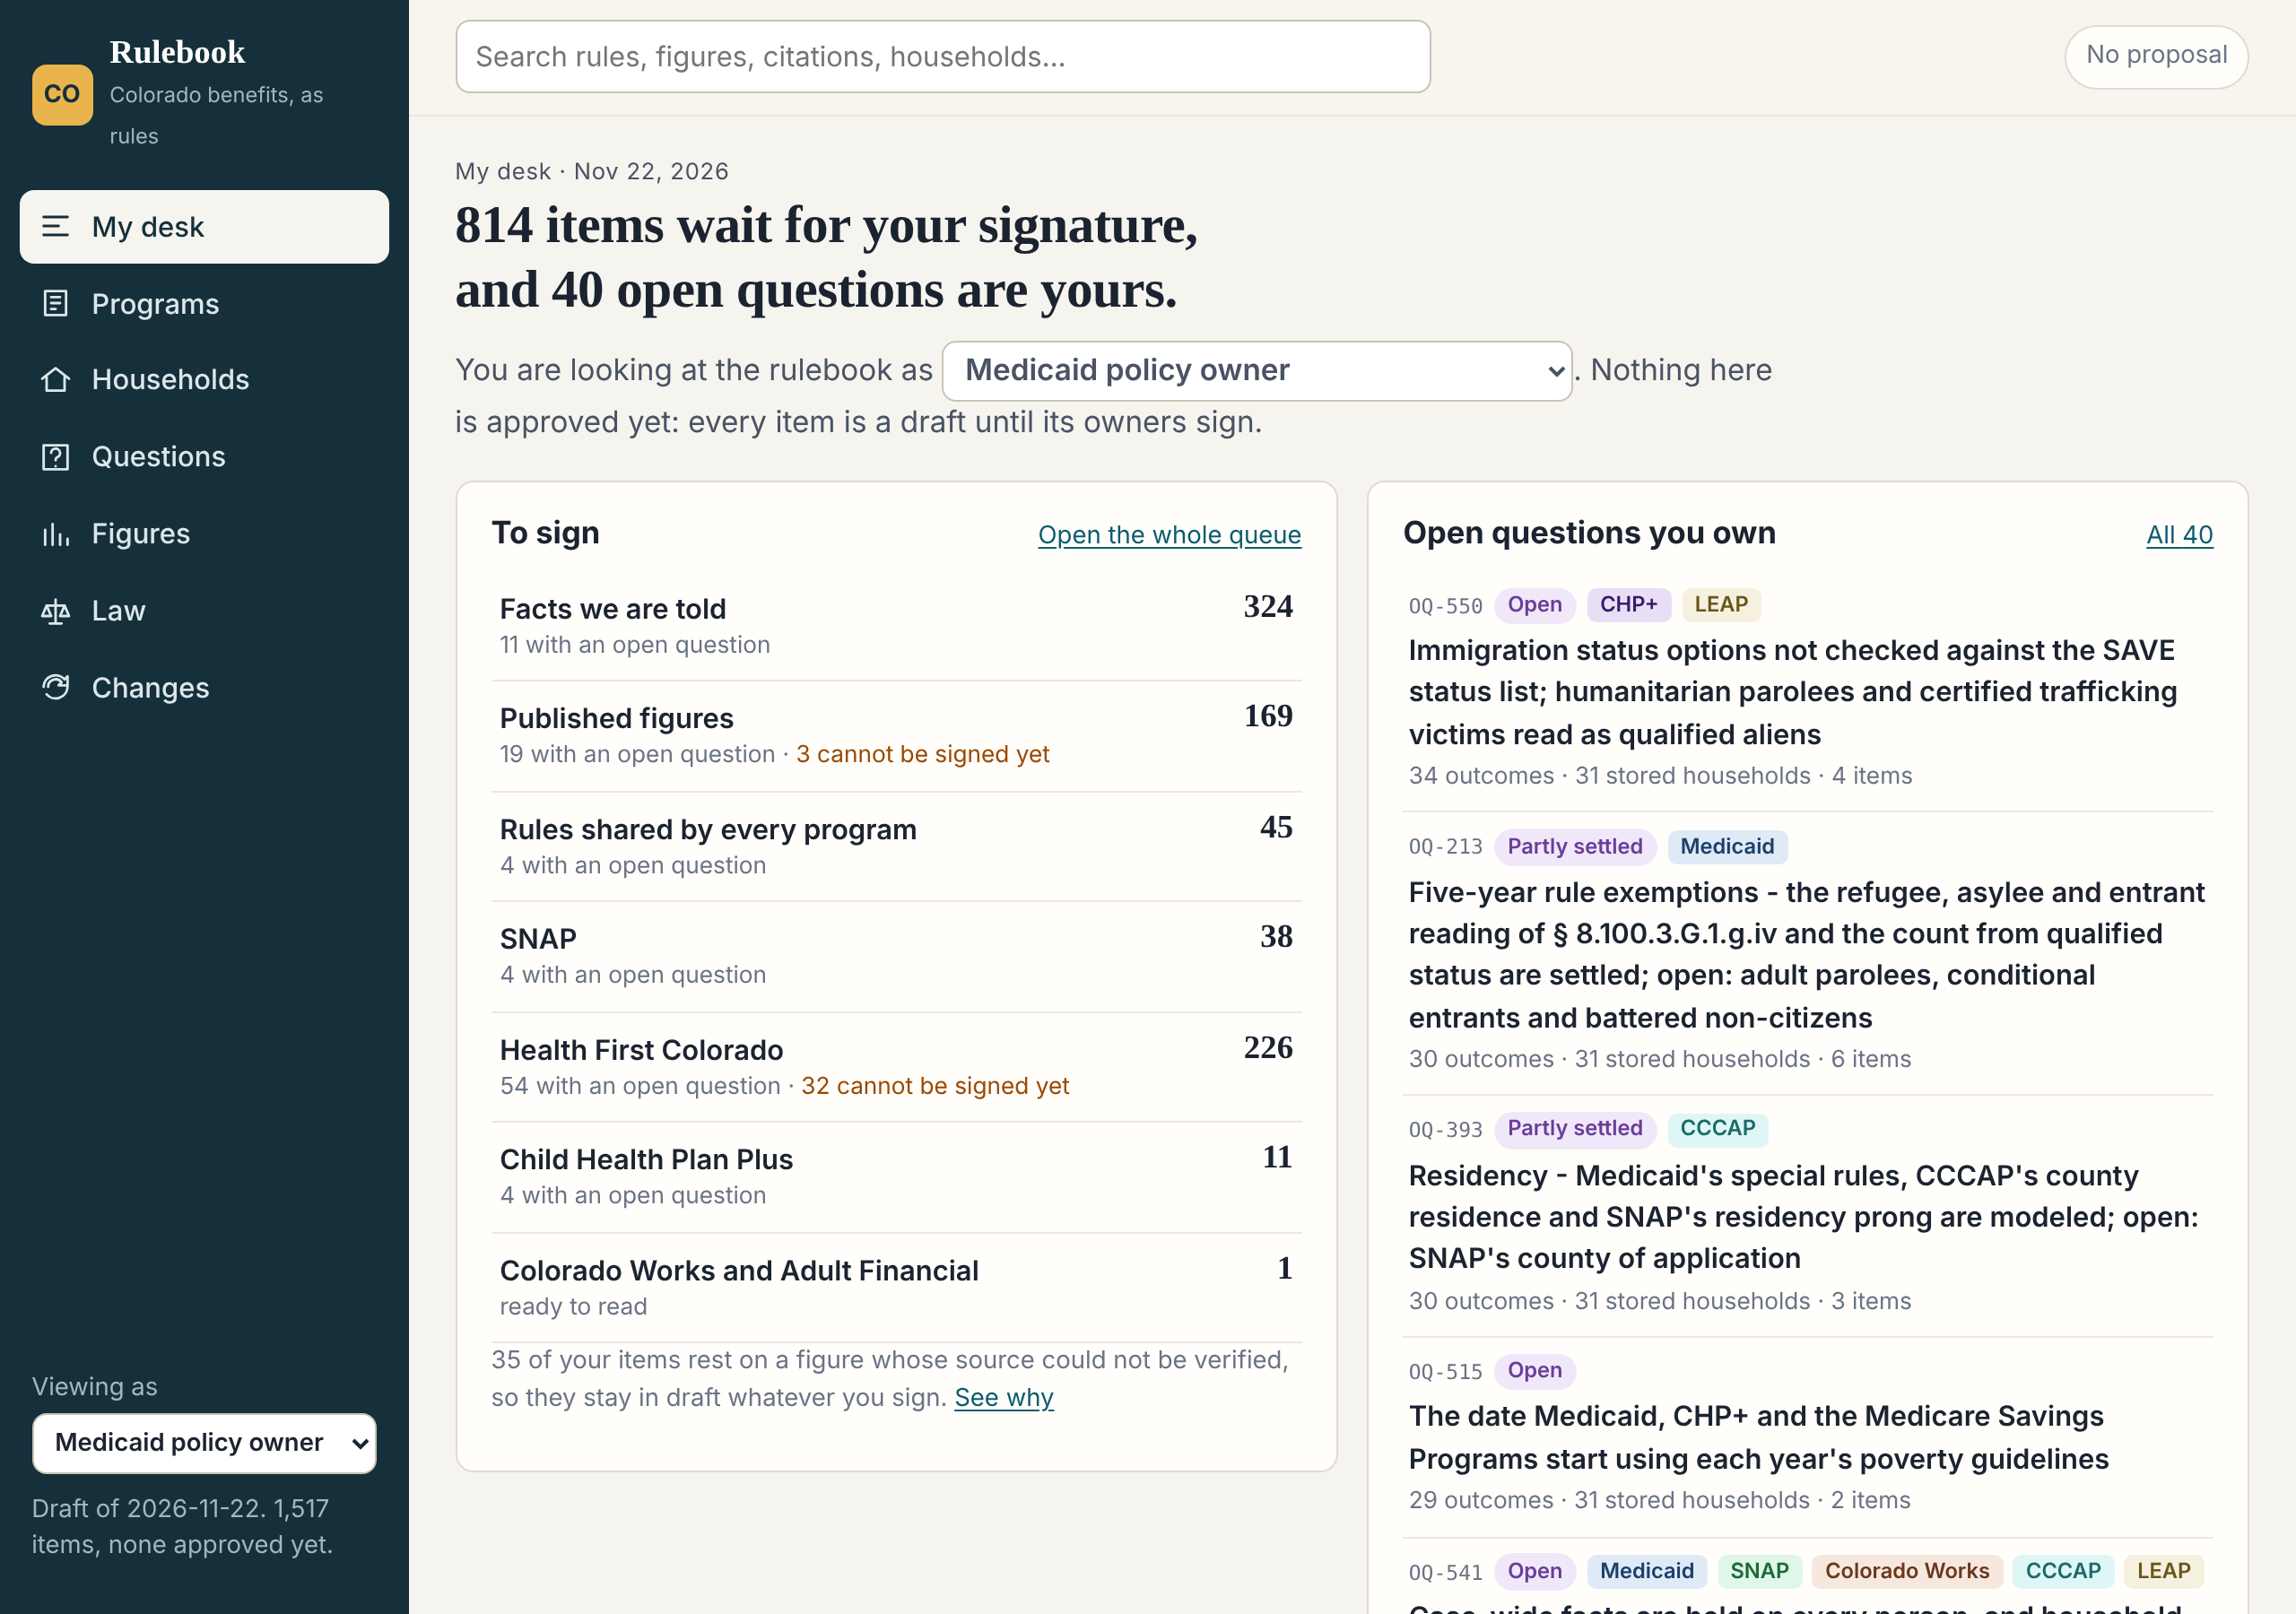 CO
Rulebook
Colorado benefits, as
rules
My desk
Programs
Households
Questions
Figures
Law
Changes
Viewing as
Medicaid policy owner
Draft of 2026-11-22. 1,517
items, none approved yet.
Search rules, figures, citations, households...
No proposal
My desk · Nov 22, 2026
814 items wait for your signature,
and 40 open questions are yours.
You are looking at the rulebook as Medicaid policy owner . Nothing here
is approved yet: every item is a draft until its owners sign.
To sign Open the whole queue
Facts we are told 324
11 with an open question
Published figures 169
19 with an open question · 3 cannot be signed yet
Rules shared by every program 45
4 with an open question
SNAP 38
4 with an open question
Health First Colorado 226
54 with an open question · 32 cannot be signed yet
Child Health Plan Plus 11
4 with an open question
Colorado Works and Adult Financial 1
ready to read
35 of your items rest on a figure whose source could not be verified,
so they stay in draft whatever you sign. See why
Open questions you own All 40
OQ-550 Open CHP+ LEAP
Immigration status options not checked against the SAVE
status list; humanitarian parolees and certified trafficking
victims read as qualified aliens
34 outcomes · 31 stored households · 4 items
OQ-213 Partly settled Medicaid
Five-year rule exemptions - the refugee, asylee and entrant
reading of § 8.100.3.G.1.g.iv and the count from qualified
status are settled; open: adult parolees, conditional
entrants and battered non-citizens
30 outcomes · 31 stored households · 6 items
OQ-393 Partly settled CCCAP
Residency - Medicaid's special rules, CCCAP's county
residence and SNAP's residency prong are modeled; open:
SNAP's county of application
30 outcomes · 31 stored households · 3 items
OQ-515 Open
The date Medicaid, CHP+ and the Medicare Savings
Programs start using each year's poverty guidelines
29 outcomes · 31 stored households · 2 items
OQ-541 Open Medicaid SNAP Colorado Works CCCAP LEAP
Case-wide facts are held on every person, and household